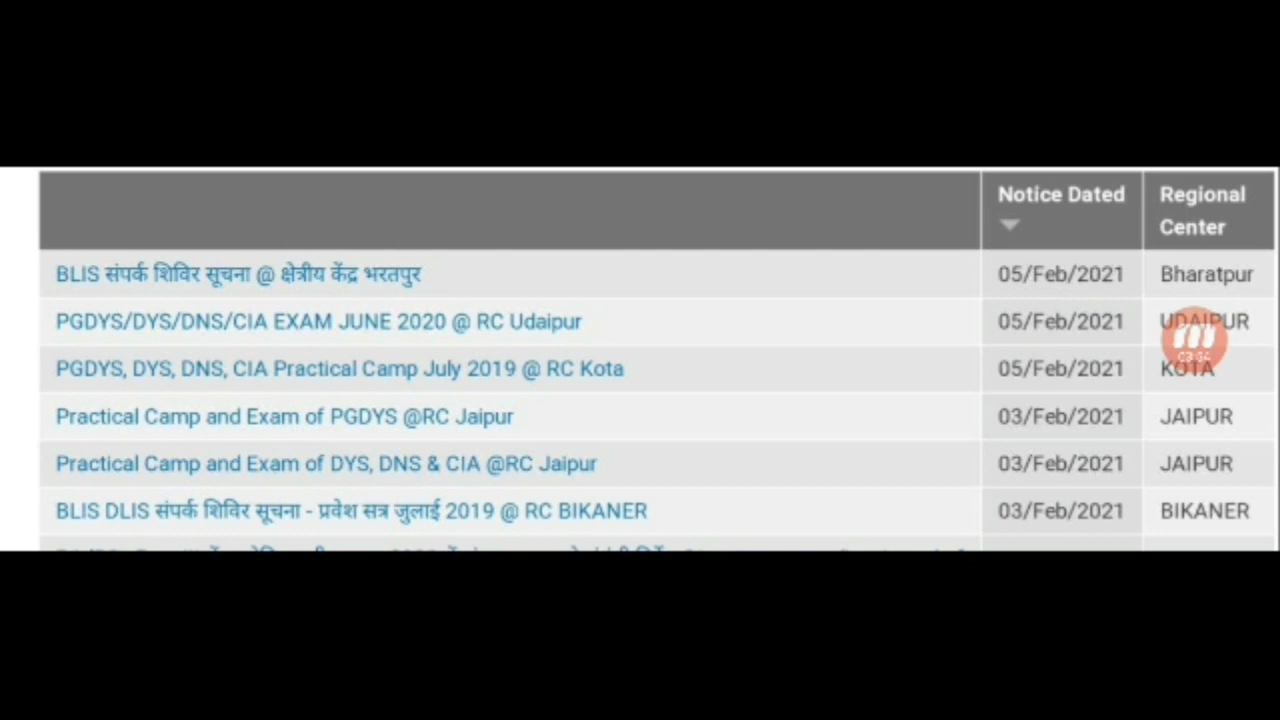 Notice Dated Regional
Center
BLIS संपर्क शिविर सूचना @ क्षेत्रीय केंद्र भरतपुर 05/Feb/2021 Bharatpur
PGDYS/DYS/DNS/CIA EXAM JUNE 2020 @ RC Udaipur 05/Feb/2021 UDAIPUR
03:34
PGDYS, DYS, DNS, CIA Practical Camp July 2019 @ RC Kota 05/Feb/2021 KOTA
Practical Camp and Exam of PGDYS @RC Jaipur 03/Feb/2021 JAIPUR
Practical Camp and Exam of DYS, DNS & CIA @RC Jaipur 03/Feb/2021 JAIPUR
BLIS DLIS संपर्क शिविर सूचना - प्रवेश सत्र जुलाई 2019 @ RC BIKANER 03/Feb/2021 BIKANER